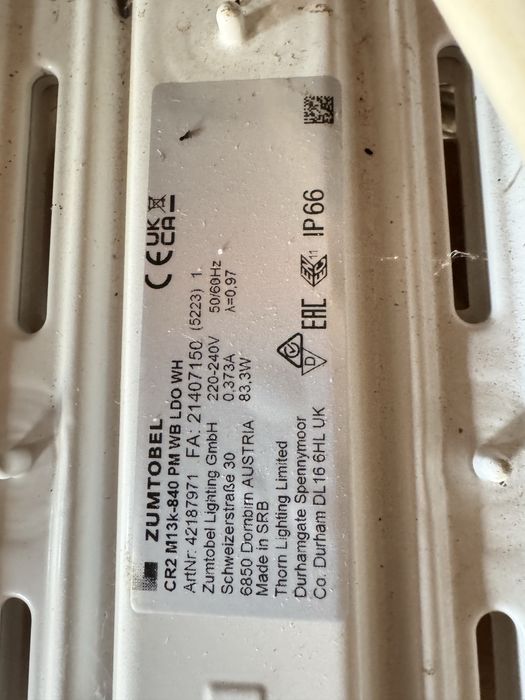 ZUMTOBEL
CR2 M13k-840 PM WB LDO WH
ArtNr: 42187971 FA: 21407150 (5223) 1
Zumtobel Lighting GmbH 220-240V 50/60Hz
Schweizerstraße 30 0,373A λ=0,97
6850 Dornbirn AUSTRIA 83,3W
Made in SRB
Thorn Lighting Limited
Durhamgate Spennymoor
Co. Durham DL16 6HL UK
CE UK CA
D
EAC
11
IP66